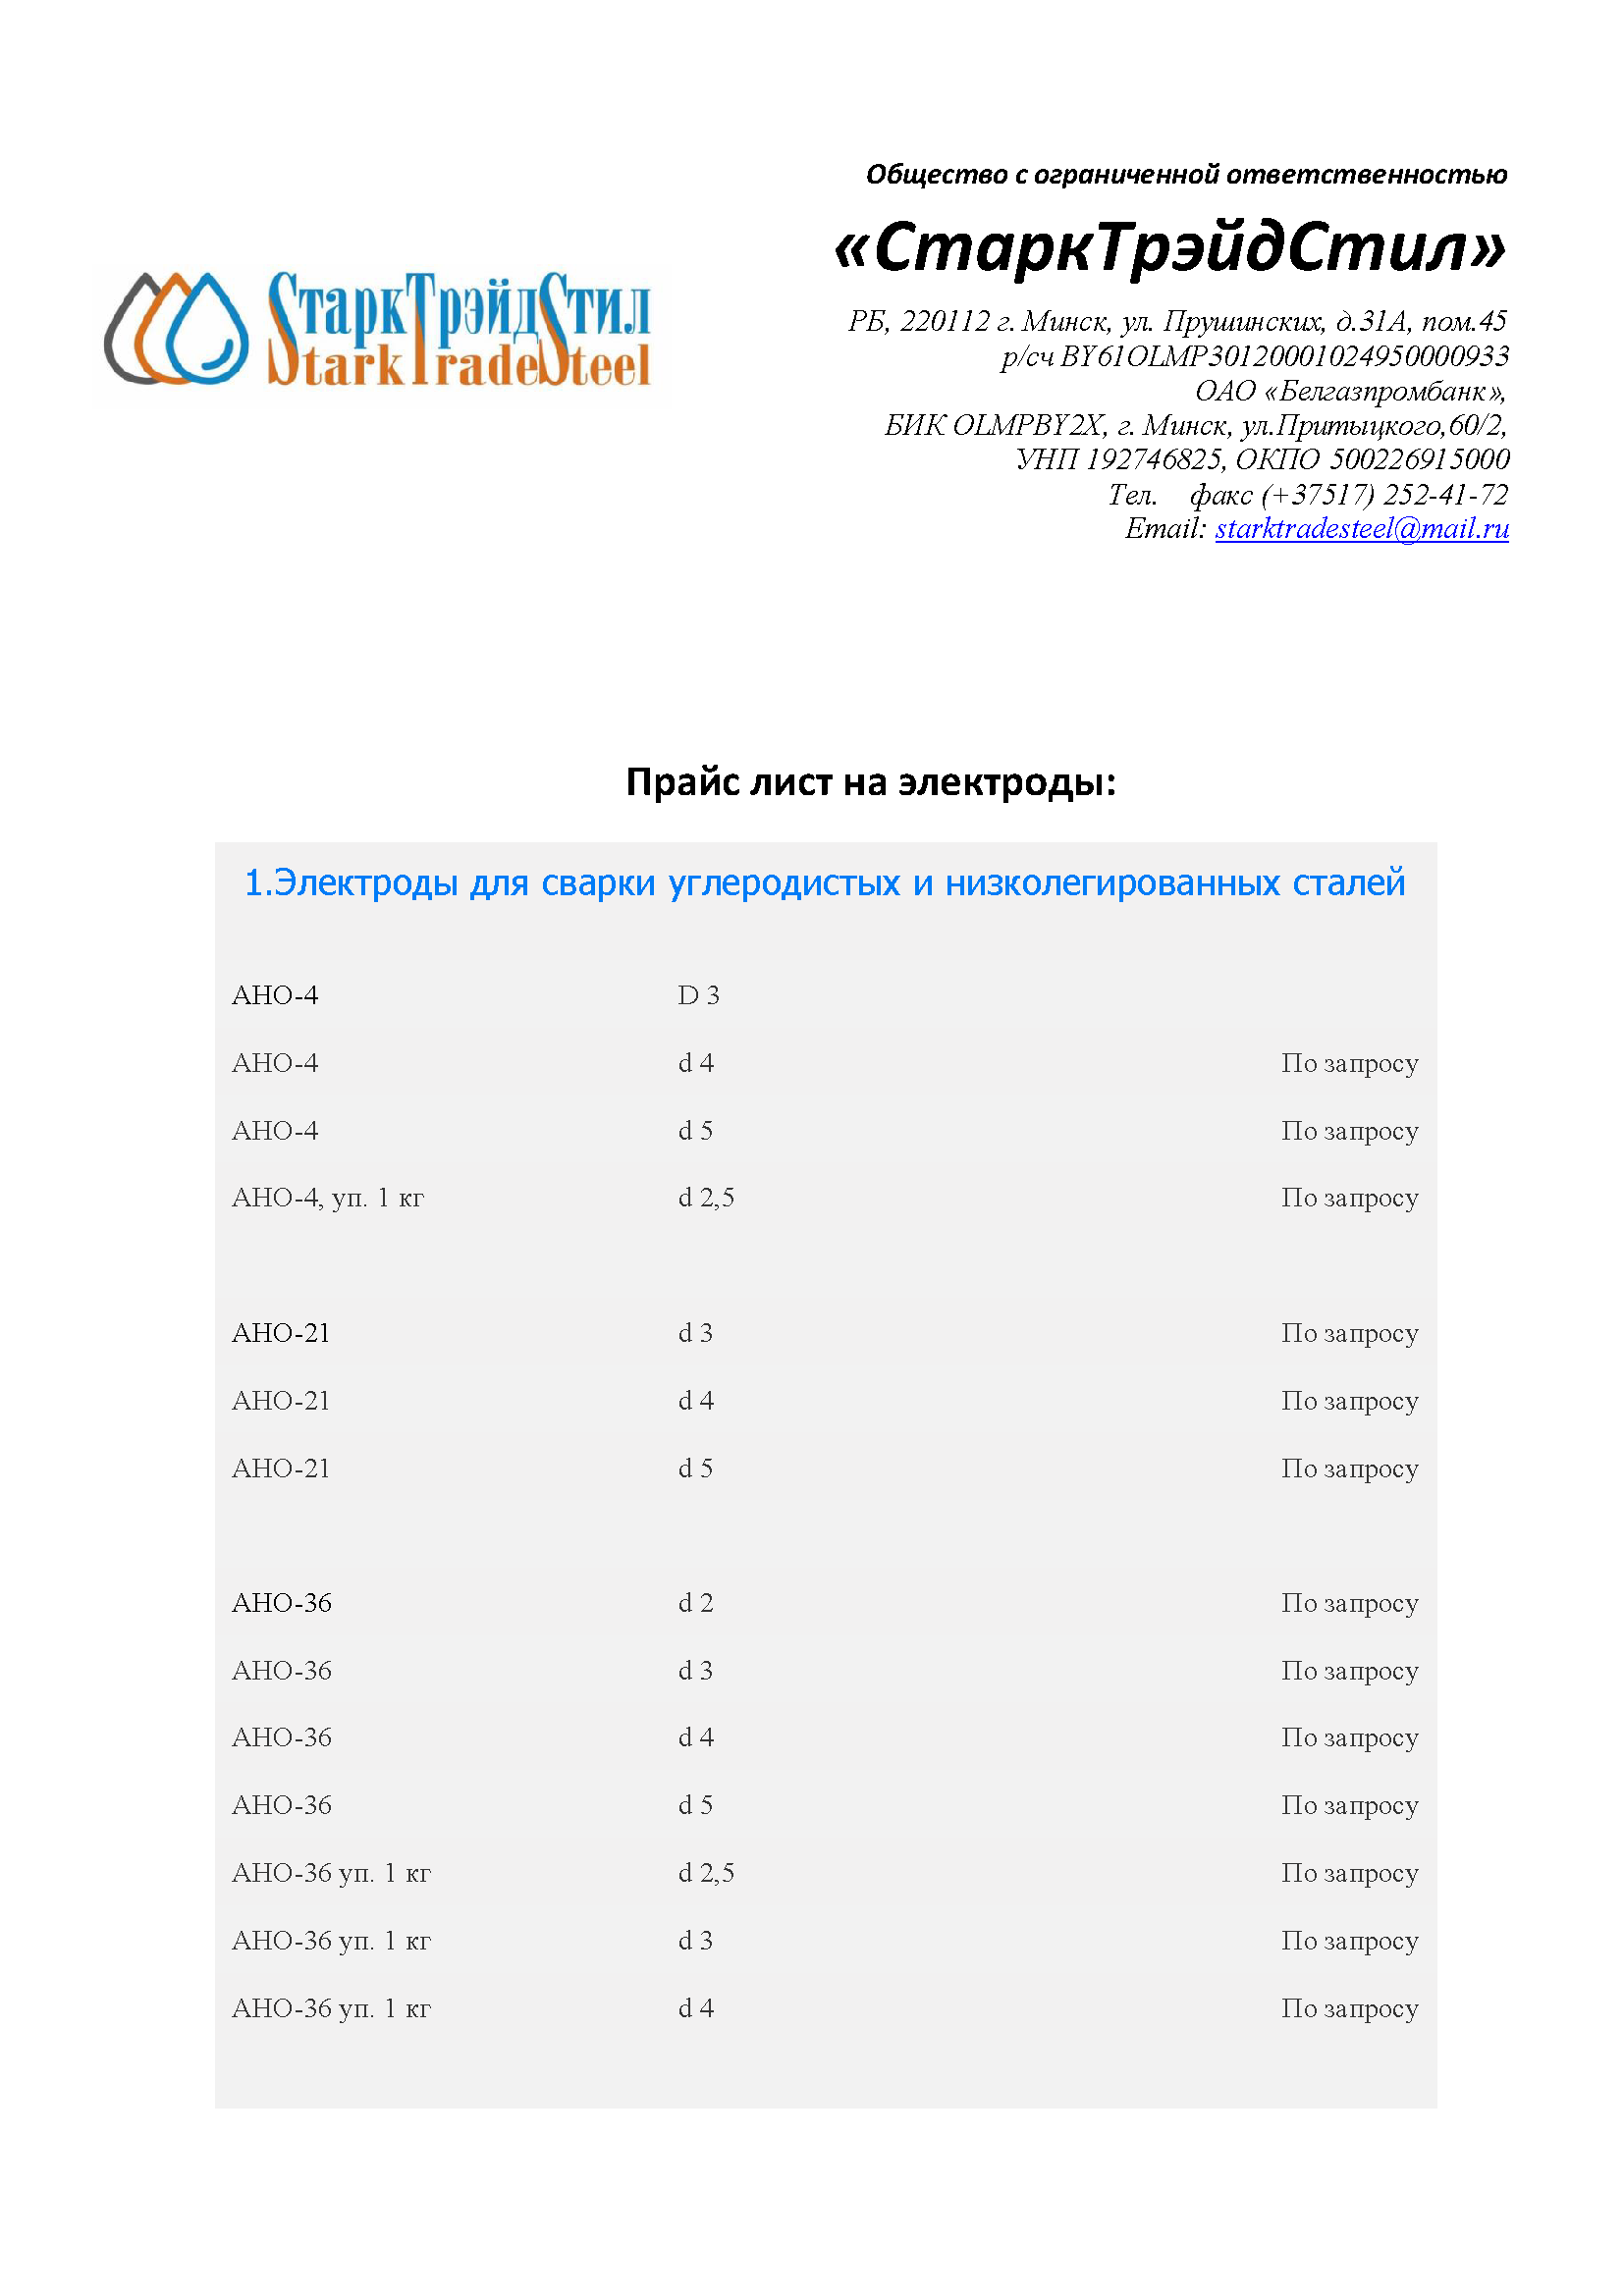 Общество с ограниченной ответственностью
«СтаркТрэйдСтил»
SтаркТрэйдSтил
StarkTradeSteel
РБ, 220112 г. Минск, ул. Прушинских, д.31А, пом.45
р/сч BY61OLMP30120001024950000933
ОАО «Белгазпромбанк»,
БИК OLMPBY2X, г. Минск, ул.Притыцкого,60/2,
УНП 192746825, ОКПО 500226915000
Тел. факс (+37517) 252-41-72
Email: starktradesteel@mail.ru
Прайс лист на электроды:
1.Электроды для сварки углеродистых и низколегированных сталей
АНО-4 D 3
АНО-4 d 4 По запросу
АНО-4 d 5 По запросу
АНО-4, уп. 1 кг d 2,5 По запросу
АНО-21 d 3 По запросу
АНО-21 d 4 По запросу
АНО-21 d 5 По запросу
АНО-36 d 2 По запросу
АНО-36 d 3 По запросу
АНО-36 d 4 По запросу
АНО-36 d 5 По запросу
АНО-36 уп. 1 кг d 2,5 По запросу
АНО-36 уп. 1 кг d 3 По запросу
АНО-36 уп. 1 кг d 4 По запросу